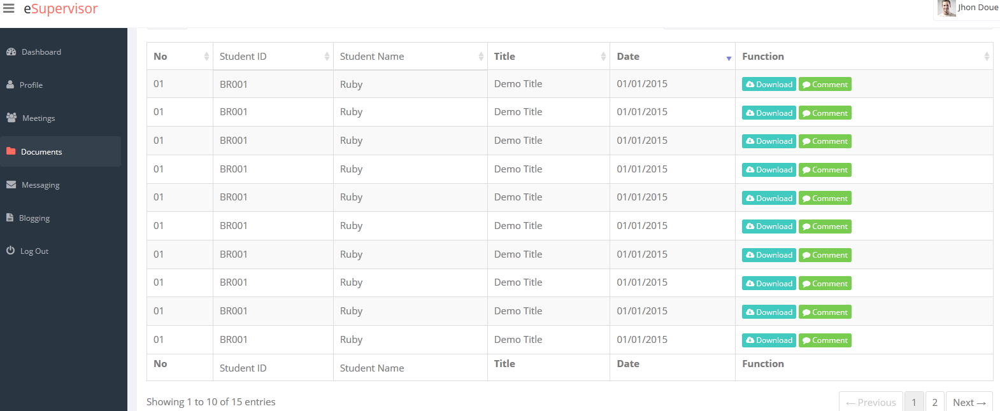 eSupervisor
Jhon Doue
Dashboard
Profile
Meetings
Documents
Messaging
Blogging
Log Out
No Student ID Student Name Title Date Function
01 BR001 Ruby Demo Title 01/01/2015 Download Comment
01 BR001 Ruby Demo Title 01/01/2015 Download Comment
01 BR001 Ruby Demo Title 01/01/2015 Download Comment
01 BR001 Ruby Demo Title 01/01/2015 Download Comment
01 BR001 Ruby Demo Title 01/01/2015 Download Comment
01 BR001 Ruby Demo Title 01/01/2015 Download Comment
01 BR001 Ruby Demo Title 01/01/2015 Download Comment
01 BR001 Ruby Demo Title 01/01/2015 Download Comment
01 BR001 Ruby Demo Title 01/01/2015 Download Comment
01 BR001 Ruby Demo Title 01/01/2015 Download Comment
No Student ID Student Name Title Date Function
Showing 1 to 10 of 15 entries
← Previous 1 2 Next →